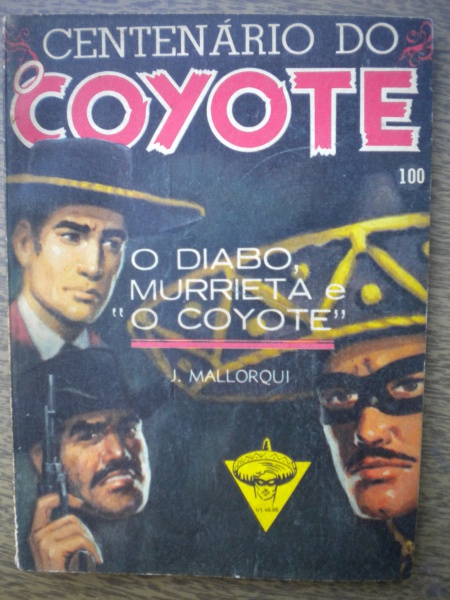 CENTENÁRIO DO
O COYOTE
100
O DIABO,
MURRIETA e
"O COYOTE"
J. MALLORQUI